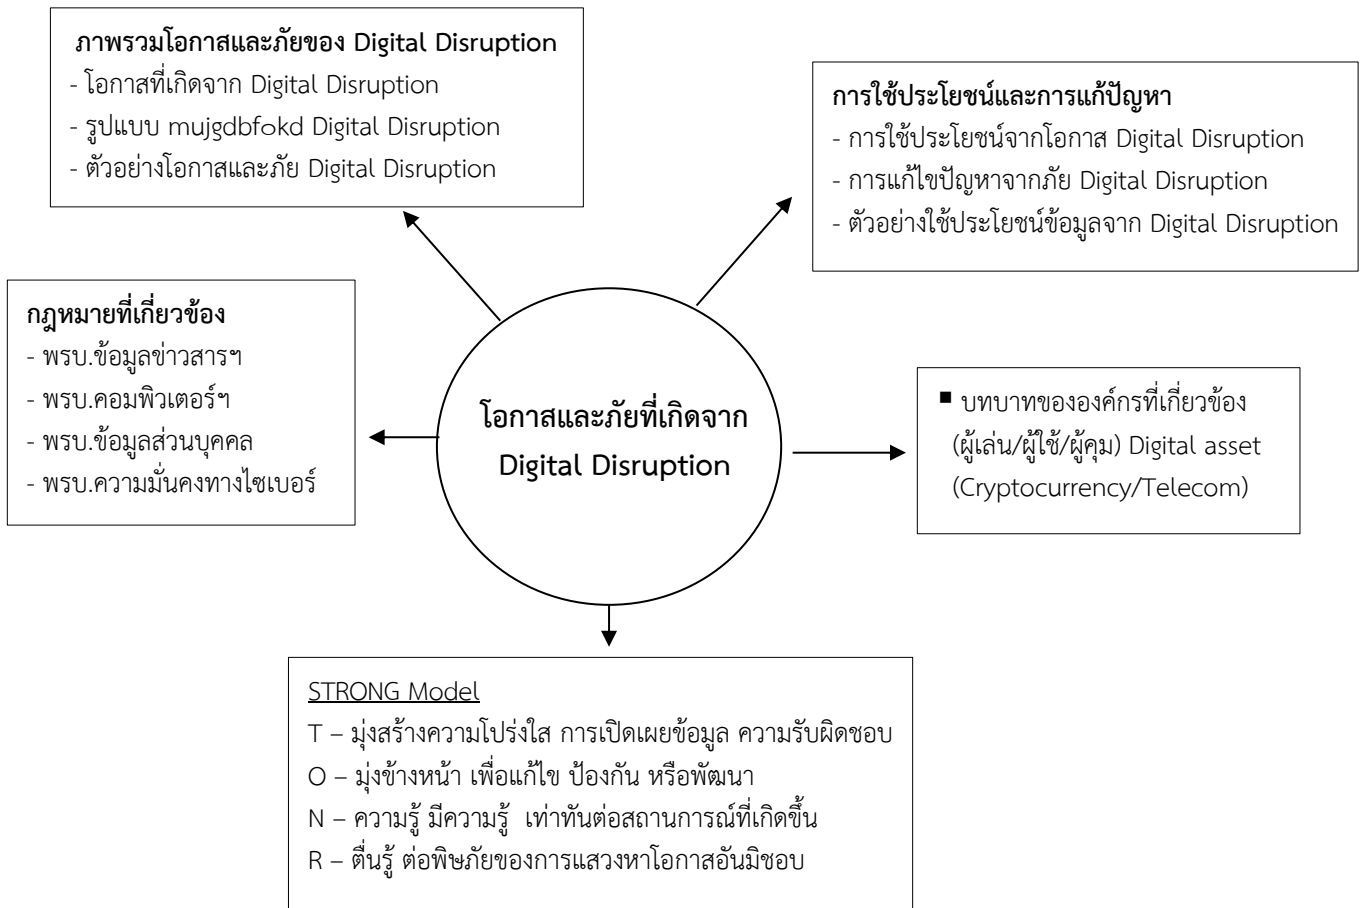 ภาพรวมโอกาสและภัยของ Digital Disruption
- โอกาสที่เกิดจาก Digital Disruption
- รูปแบบ mujgdbfokd Digital Disruption
- ตัวอย่างโอกาสและภัย Digital Disruption
การใช้ประโยชน์และการแก้ปัญหา
- การใช้ประโยชน์จากโอกาส Digital Disruption
- การแก้ไขปัญหาจากภัย Digital Disruption
- ตัวอย่างใช้ประโยชน์ข้อมูลจาก Digital Disruption
กฎหมายที่เกี่ยวข้อง
- พรบ.ข้อมูลข่าวสารฯ
- พรบ.คอมพิวเตอร์ฯ
- พรบ.ข้อมูลส่วนบุคคล
- พรบ.ความมั่นคงทางไซเบอร์
โอกาสและภัยที่เกิดจาก
Digital Disruption
▪ บทบาทขององค์กรที่เกี่ยวข้อง
(ผู้เล่น/ผู้ใช้/ผู้คุม) Digital asset
(Cryptocurrency/Telecom)
STRONG Model
T – มุ่งสร้างความโปร่งใส การเปิดเผยข้อมูล ความรับผิดชอบ
O – มุ่งข้างหน้า เพื่อแก้ไข ป้องกัน หรือพัฒนา
N – ความรู้ มีความรู้ เท่าทันต่อสถานการณ์ที่เกิดขึ้น
R – ตื่นรู้ ต่อพิษภัยของการแสวงหาโอกาสอันมิชอบ